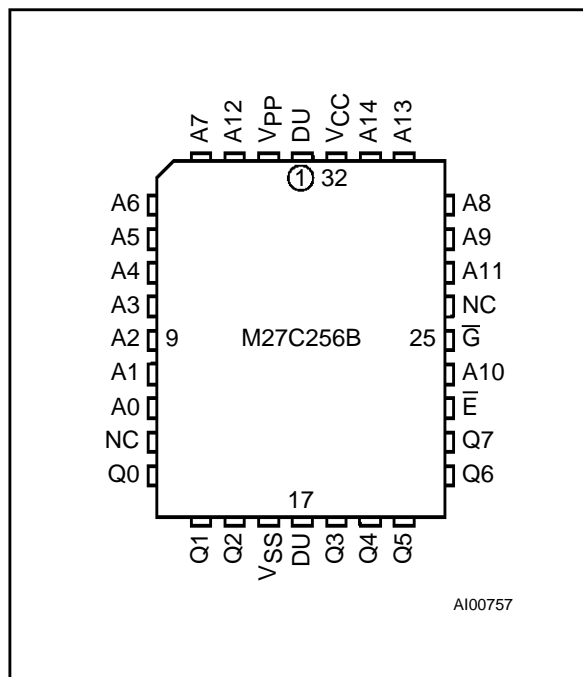 A7 A12 VPP DU VCC A14 A13
1 32
A6 A8
A5 A9
A4 A11
A3 NC
A2 9 M27C256B 25 G̅
A1 A10
A0 E̅
NC Q7
Q0 Q6
17
Q1 Q2 VSS DU Q3 Q4 Q5
AI00757